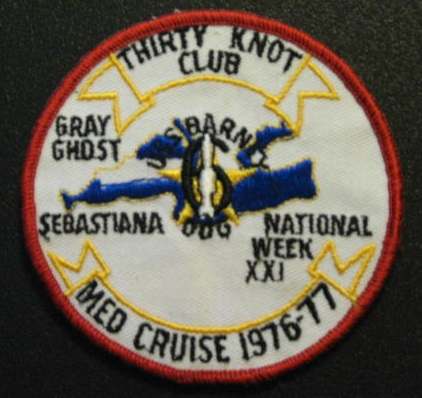 THIRTY KNOT
CLUB
GRAY
GHOST
USS BARNEY
6
DDG
SEBASTIANA
NATIONAL
WEEK
XXI
MED CRUISE 1976-77